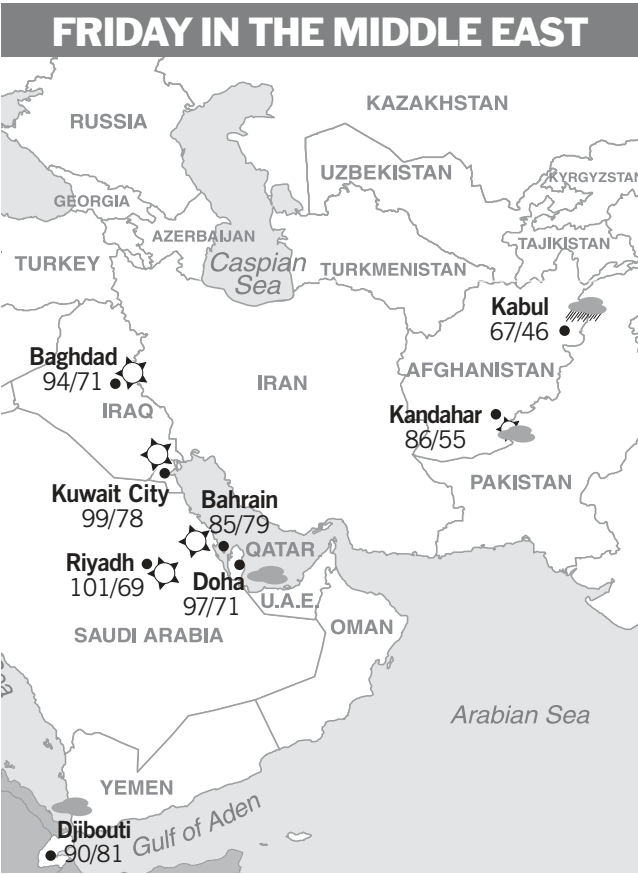 FRIDAY IN THE MIDDLE EAST
KAZAKHSTAN
RUSSIA
UZBEKISTAN
KYRGYZSTAN
GEORGIA
AZERBAIJAN
TAJIKISTAN
TURKEY
Caspian
Sea
TURKMENISTAN
Kabul
67/46
Baghdad
94/71
IRAN
AFGHANISTAN
IRAQ
Kandahar
86/55
PAKISTAN
Kuwait City
99/78
Bahrain
85/79
QATAR
Riyadh
101/69
Doha
97/71
U.A.E.
SAUDI ARABIA
OMAN
Arabian Sea
YEMEN
Djibouti
90/81
Gulf of Aden